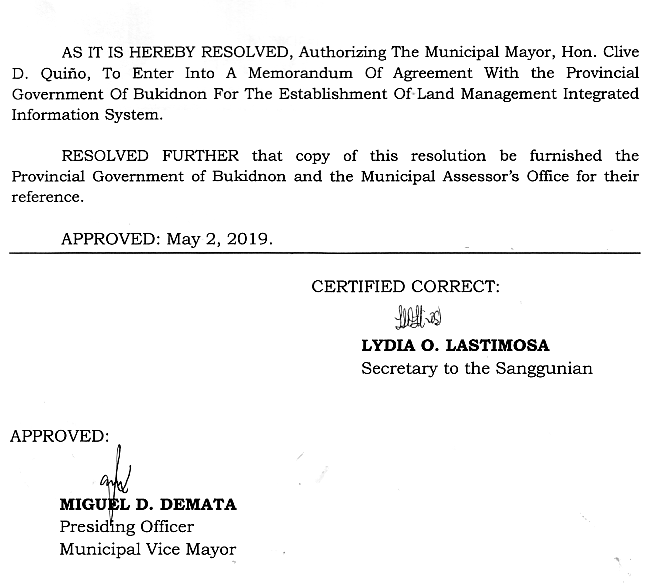 AS IT IS HEREBY RESOLVED, Authorizing The Municipal Mayor, Hon. Clive
D. Quiño, To Enter Into A Memorandum Of Agreement With the Provincial
Government Of Bukidnon For The Establishment Of Land Management Integrated
Information System.
RESOLVED FURTHER that copy of this resolution be furnished the
Provincial Government of Bukidnon and the Municipal Assessor's Office for their
reference.
APPROVED: May 2, 2019.
CERTIFIED CORRECT:
LYDIA O. LASTIMOSA
Secretary to the Sanggunian
APPROVED:
MIGUEL D. DEMATA
Presiding Officer
Municipal Vice Mayor